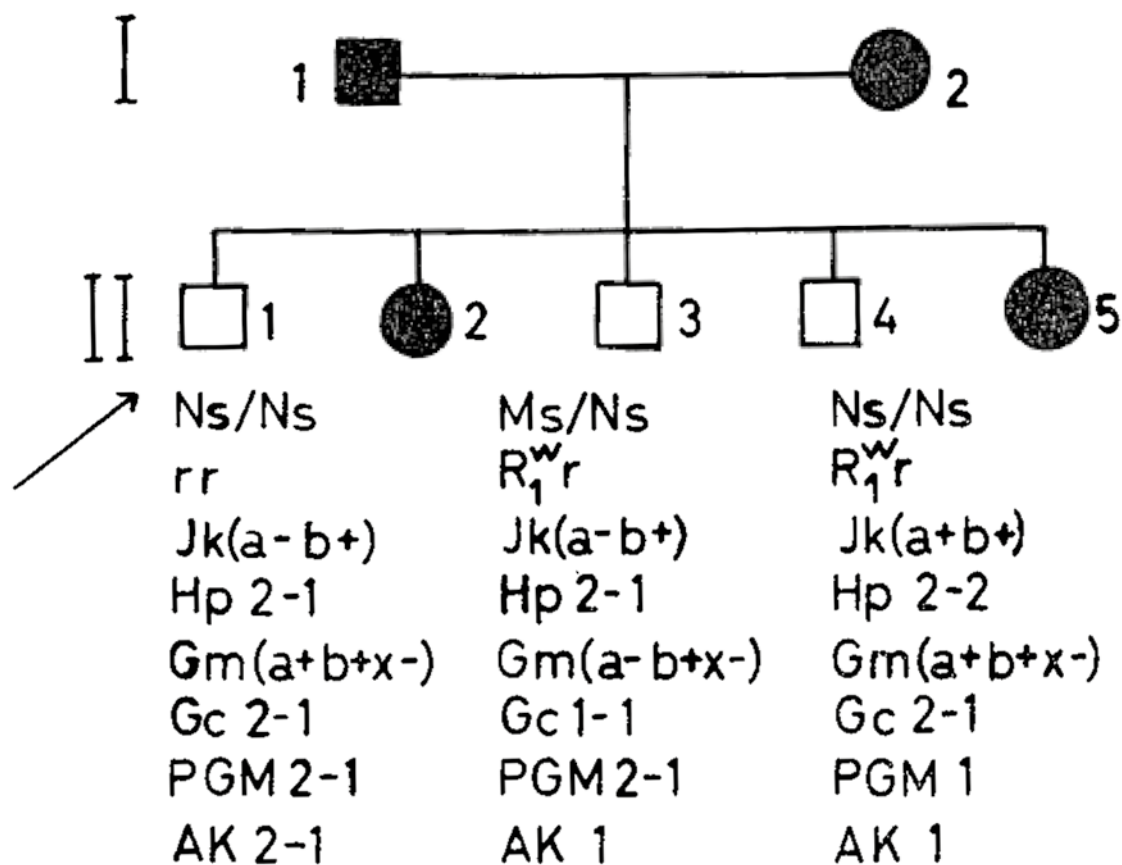 I
1 2
II
1 2 3 4 5
Ns/Ns Ms/Ns Ns/Ns
rr R₁ʷr R₁ʷr
Jk(a-b+) Jk(a-b+) Jk(a+b+)
Hp 2-1 Hp 2-1 Hp 2-2
Gm(a+b+x-) Gm(a-b+x-) Gm(a+b+x-)
Gc 2-1 Gc 1-1 Gc 2-1
PGM 2-1 PGM 2-1 PGM 1
AK 2-1 AK 1 AK 1